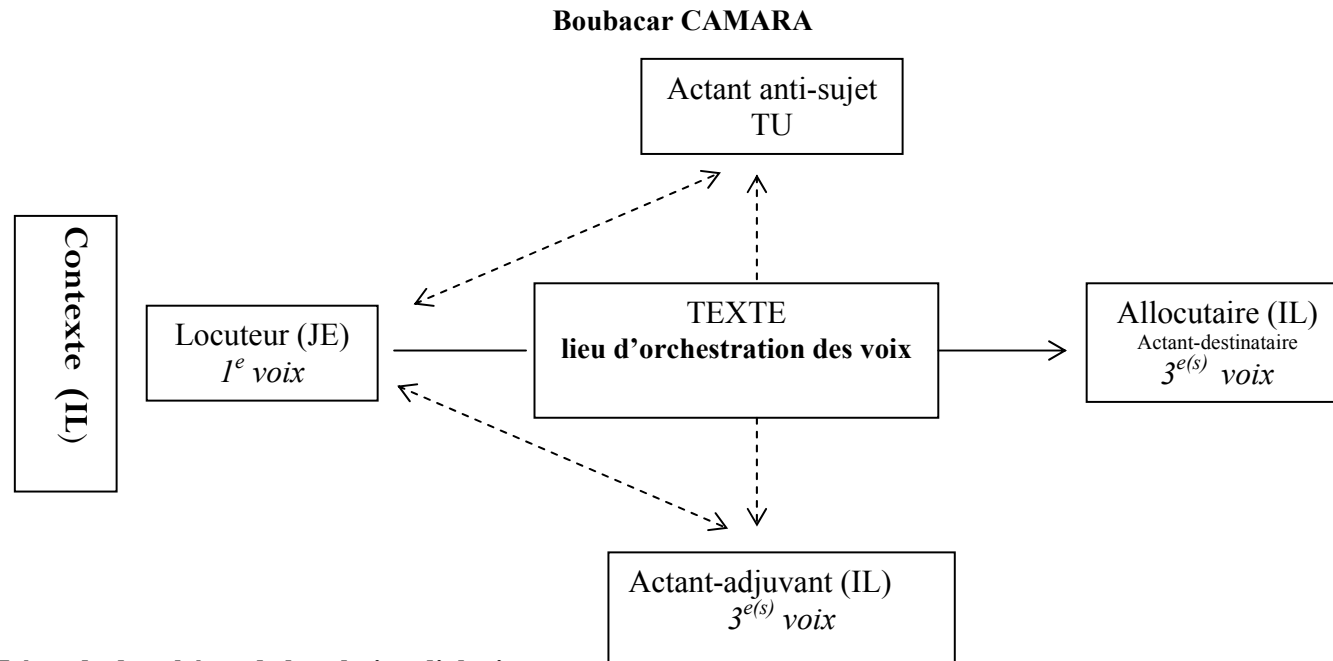 Boubacar CAMARA
Actant anti-sujet
TU
Contexte (IL)
Locuteur (JE)
1e voix
TEXTE
lieu d’orchestration des voix
Allocutaire (IL)
Actant-destinataire
3e(s) voix
Actant-adjuvant (IL)
3e(s) voix